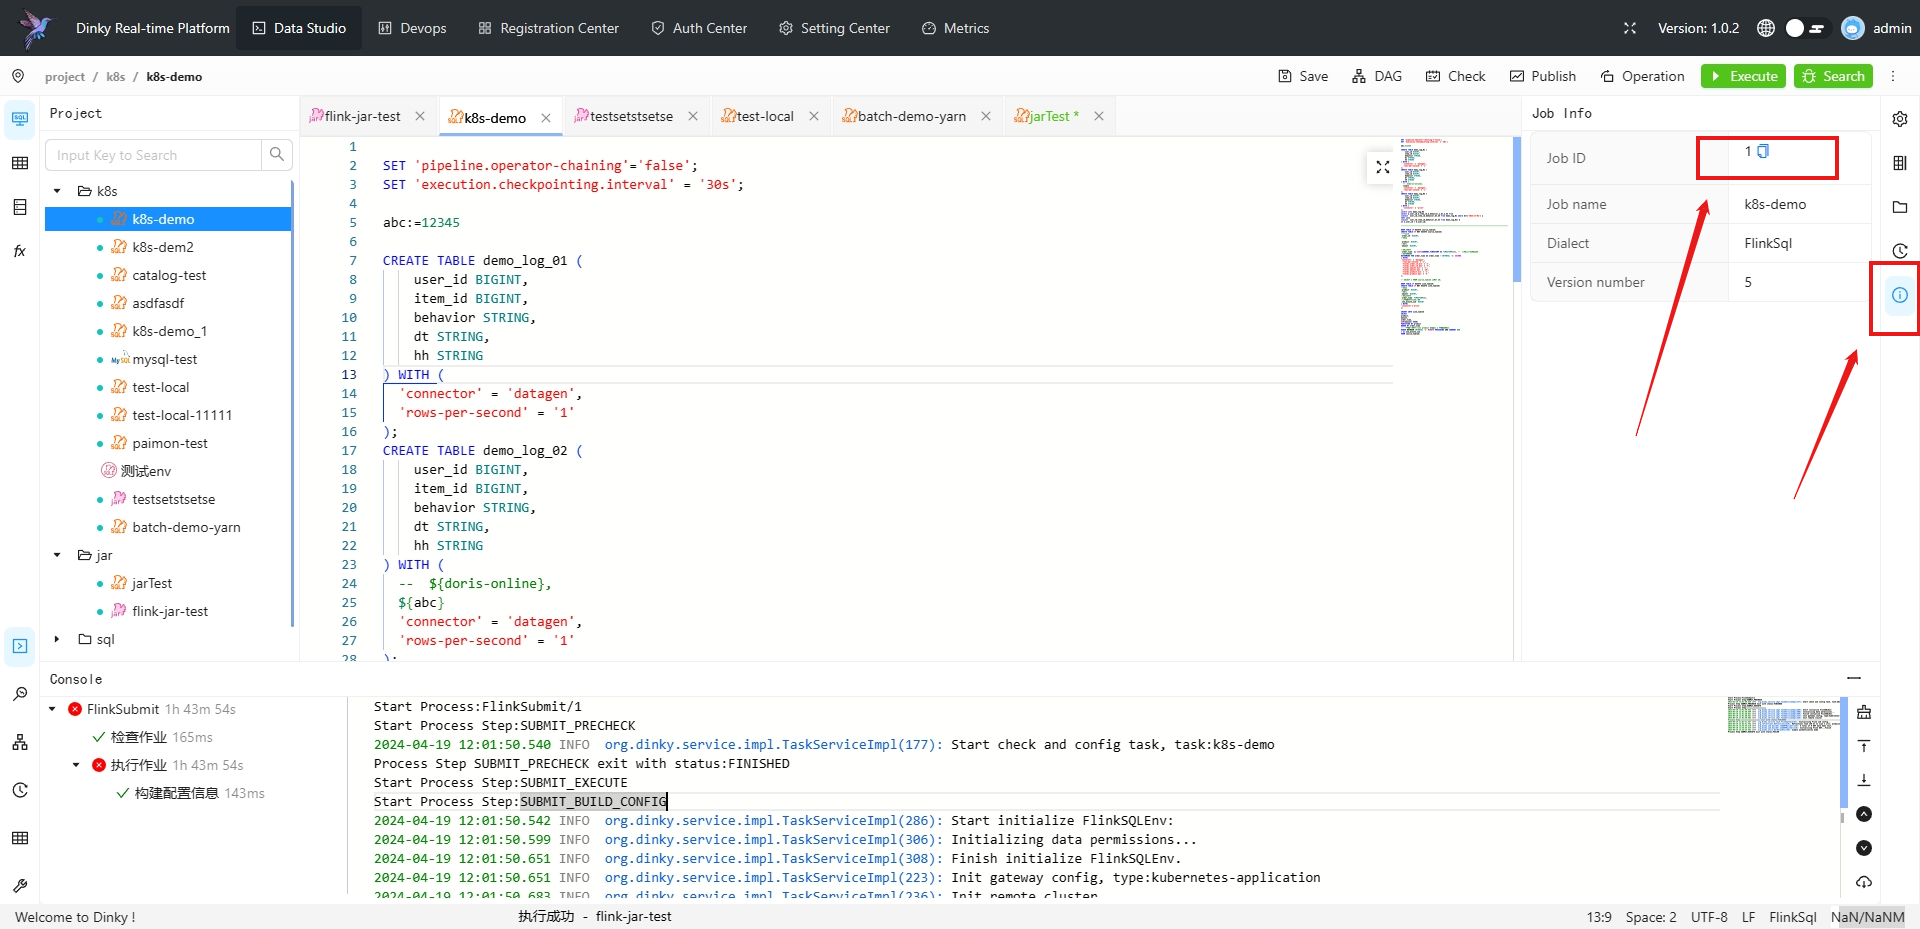 Dinky Real-time Platform
Data Studio
Devops
Registration Center
Auth Center
Setting Center
Metrics
Version: 1.0.2
admin
project / k8s / k8s-demo
Save
DAG
Check
Publish
Operation
Execute
Search
Project
Input Key to Search
k8s
k8s-demo
k8s-dem2
catalog-test
asdfasdf
k8s-demo_1
mysql-test
test-local
test-local-11111
paimon-test
测试env
testsetstsetse
batch-demo-yarn
jar
jarTest
flink-jar-test
sql
flink-jar-test
k8s-demo
testsetstsetse
test-local
batch-demo-yarn
jarTest *
1
2 SET 'pipeline.operator-chaining'='false';
3 SET 'execution.checkpointing.interval' = '30s';
4
5 abc:=12345
6
7 CREATE TABLE demo_log_01 (
8 user_id BIGINT,
9 item_id BIGINT,
10 behavior STRING,
11 dt STRING,
12 hh STRING
13 ) WITH (
14 'connector' = 'datagen',
15 'rows-per-second' = '1'
16 );
17 CREATE TABLE demo_log_02 (
18 user_id BIGINT,
19 item_id BIGINT,
20 behavior STRING,
21 dt STRING,
22 hh STRING
23 ) WITH (
24 -- ${doris-online},
25 ${abc}
26 'connector' = 'datagen',
27 'rows-per-second' = '1'
28 );
Job Info
Job ID 1
Job name k8s-demo
Dialect FlinkSql
Version number 5
Console
FlinkSubmit 1h 43m 54s
检查作业 165ms
执行作业 1h 43m 54s
构建配置信息 143ms
Start Process:FlinkSubmit/1
Start Process Step:SUBMIT_PRECHECK
2024-04-19 12:01:50.540 INFO org.dinky.service.impl.TaskServiceImpl(177): Start check and config task, task:k8s-demo
Process Step SUBMIT_PRECHECK exit with status:FINISHED
Start Process Step:SUBMIT_EXECUTE
Start Process Step:SUBMIT_BUILD_CONFIG
2024-04-19 12:01:50.542 INFO org.dinky.service.impl.TaskServiceImpl(286): Start initialize FlinkSQLEnv:
2024-04-19 12:01:50.599 INFO org.dinky.service.impl.TaskServiceImpl(306): Initializing data permissions...
2024-04-19 12:01:50.651 INFO org.dinky.service.impl.TaskServiceImpl(308): Finish initialize FlinkSQLEnv.
2024-04-19 12:01:50.651 INFO org.dinky.service.impl.TaskServiceImpl(223): Init gateway config, type:kubernetes-application
2024-04-19 12:01:50.683 INFO org.dinky.service.impl.TaskServiceImpl(236): Init remote cluster
Welcome to Dinky !
执行成功 - flink-jar-test
13:9
Space: 2
UTF-8
LF
FlinkSql
NaN/NaNM